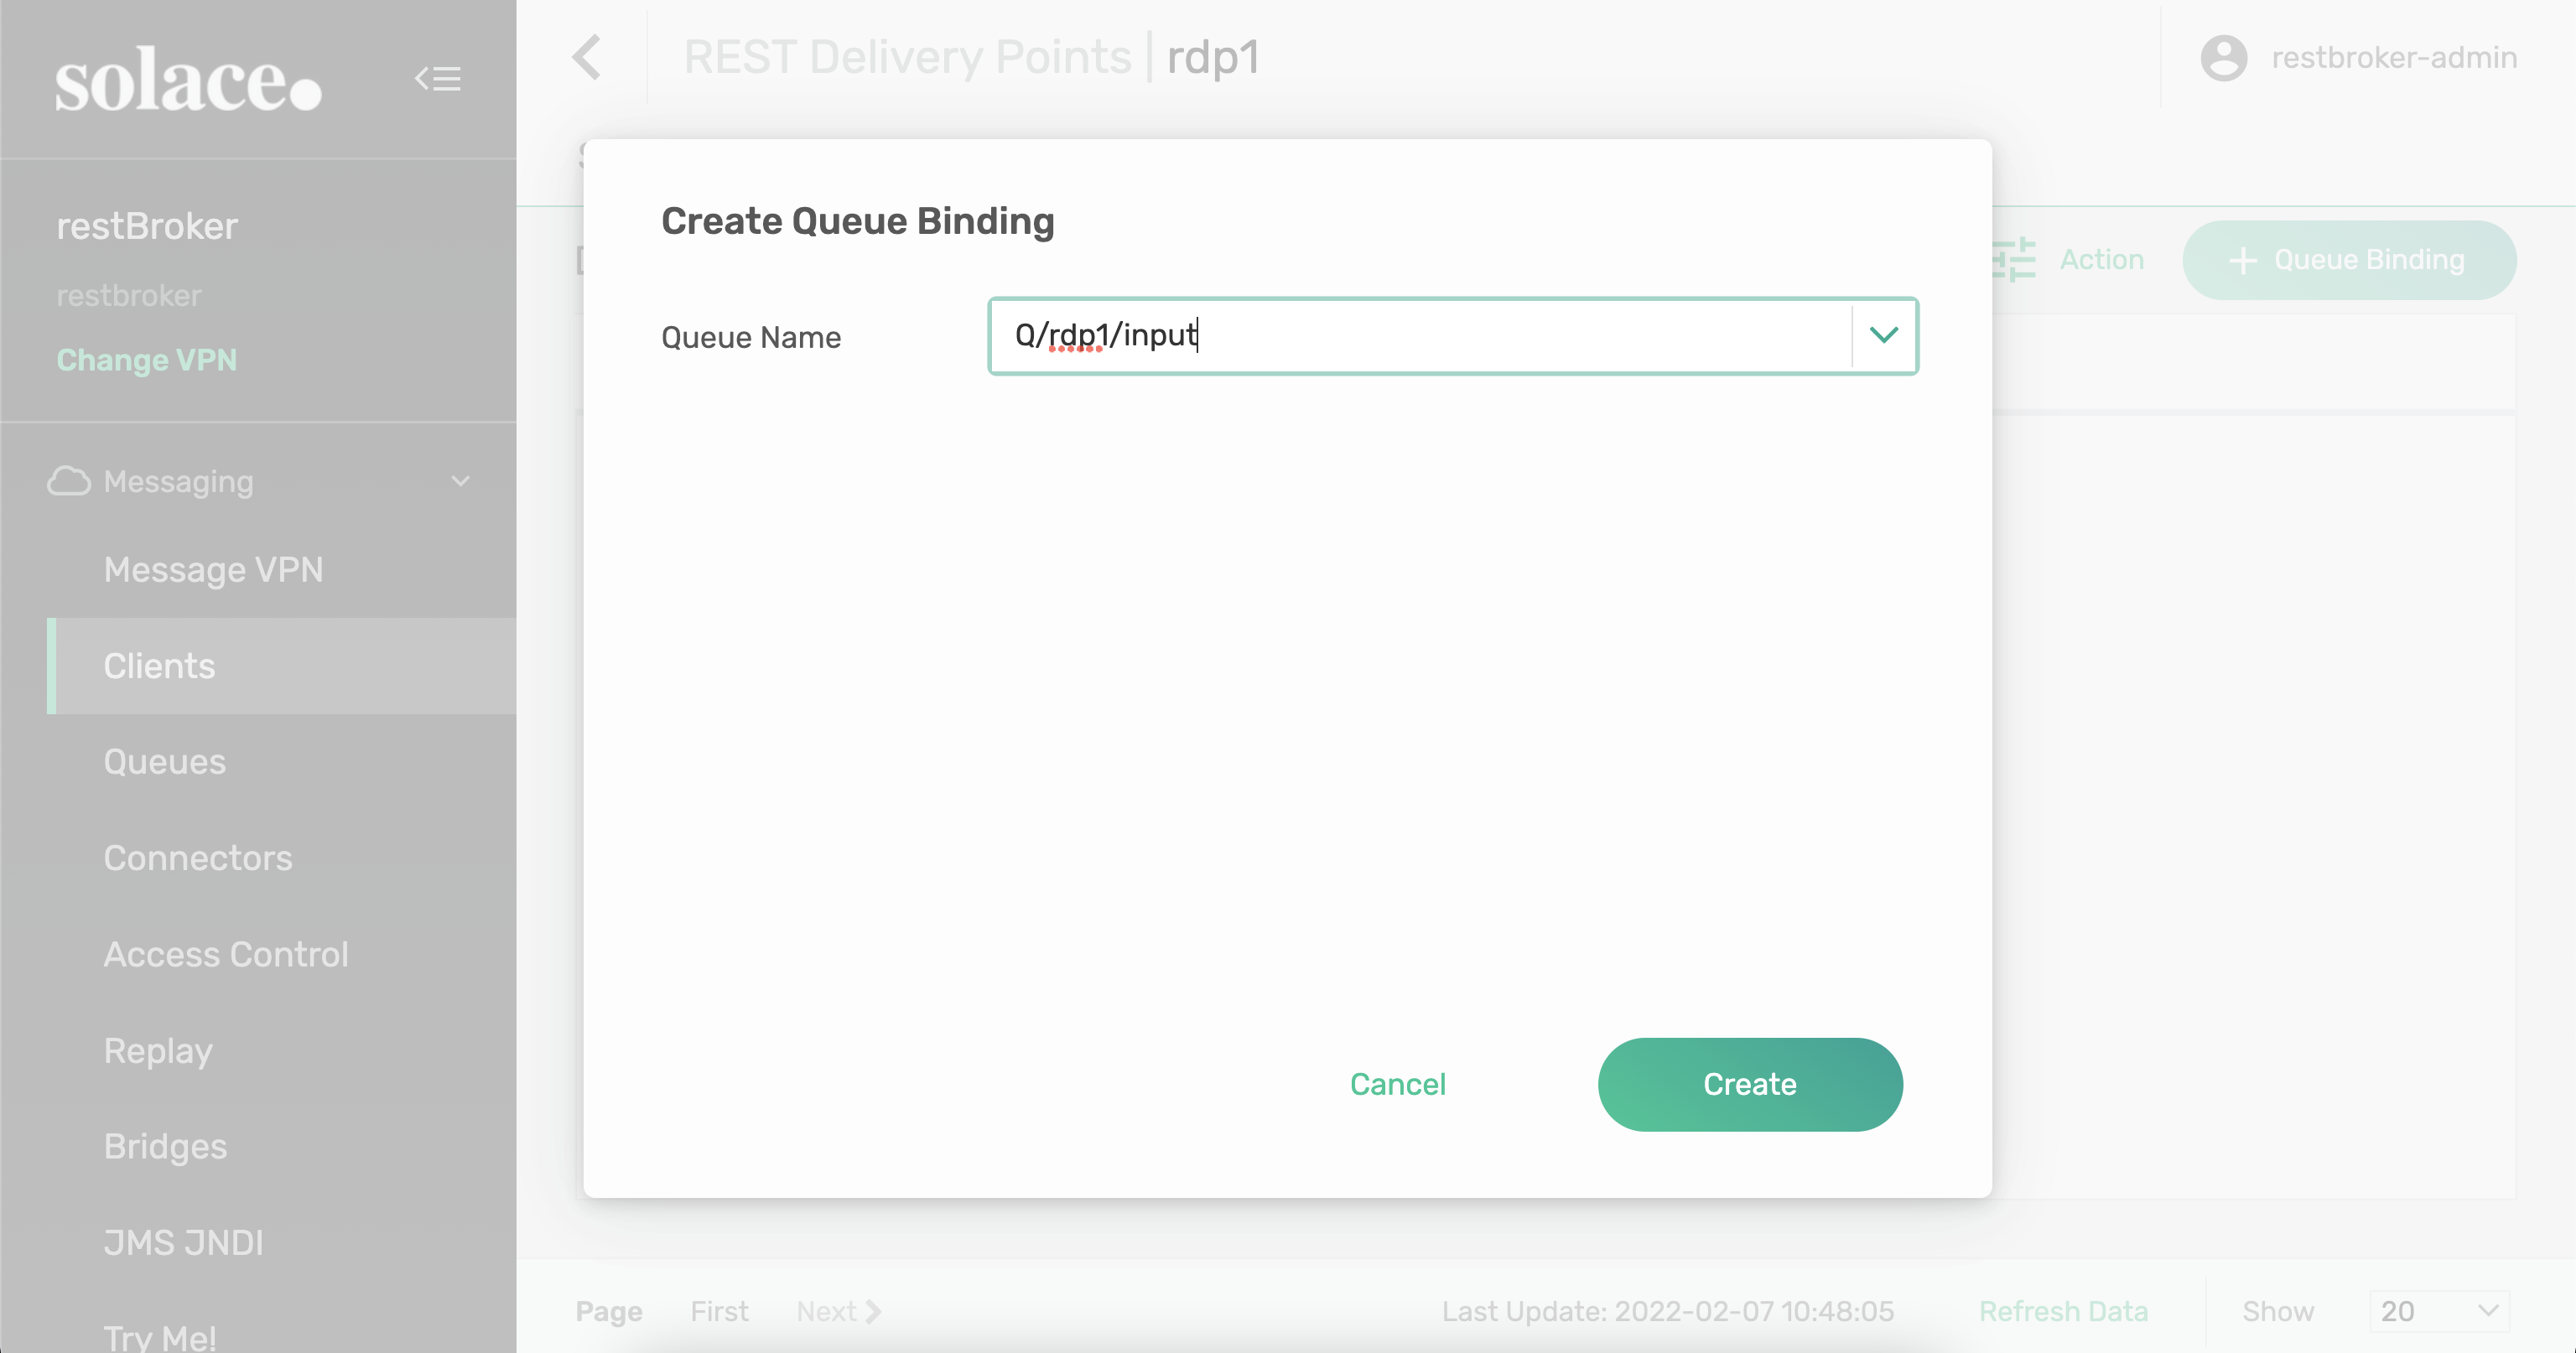 solace
restBroker
restbroker
Change VPN
Messaging
Message VPN
Clients
Queues
Connectors
Access Control
Replay
Bridges
JMS JNDI
Try Me!
REST Delivery Points | rdp1
restbroker-admin
Action
+ Queue Binding
Create Queue Binding
Queue Name
Q/rdp1/input
Cancel
Create
Page First Next
Last Update: 2022-02-07 10:48:05
Refresh Data
Show 20